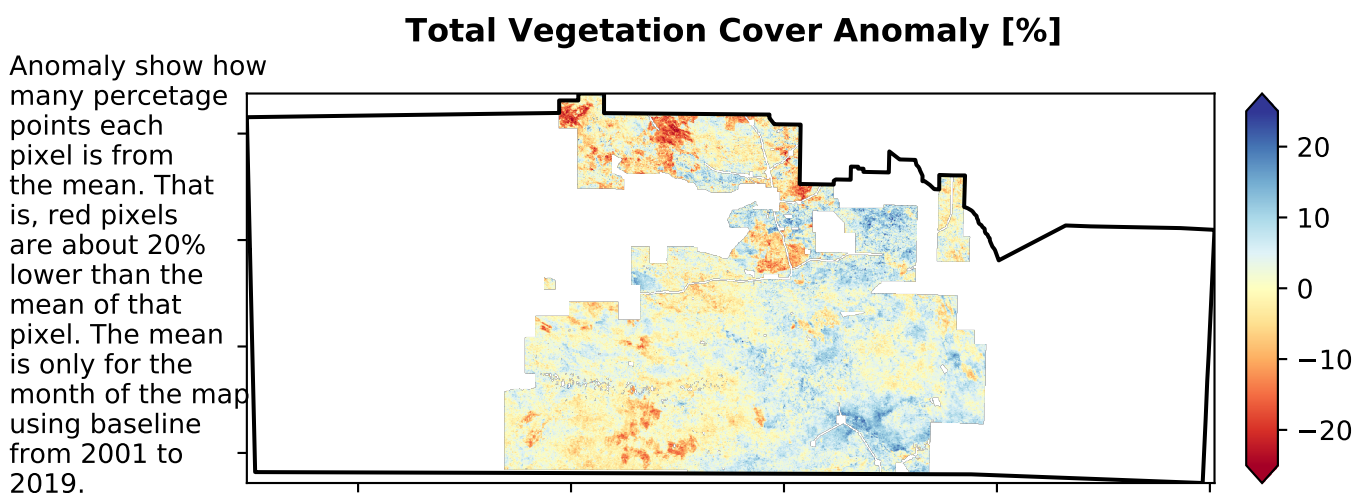 Total Vegetation Cover Anomaly [%]
Anomaly show how
many percetage
points each
pixel is from
the mean. That
is, red pixels
are about 20%
lower than the
mean of that
pixel. The mean
is only for the
month of the map
using baseline
from 2001 to
2019.
20
10
0
−10
−20